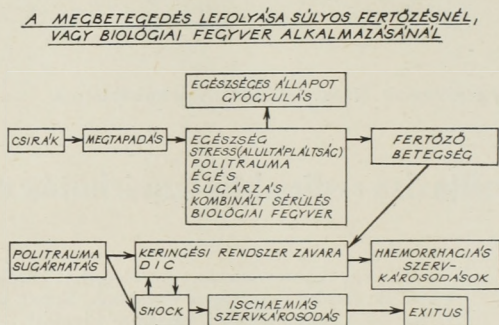 A MEGBETEGEDÉS LEFOLYÁSA SÚLYOS FERTŐZÉSNÉL,
VAGY BIOLÓGIAI FEGYVER ALKALMAZÁSÁNÁL
EGÉSZSÉGES ÁLLAPOT
GYÓGYULÁS
CSIRÁK
MEGTAPADÁS
EGÉSZSÉG
STRESS(ALULTÁPLÁLTSÁG)
POLITRAUMA
ÉGÉS
SUGÁRZÁS
KOMBINÁLT SÉRÜLÉS
BIOLÓGIAI FEGYVER
FERTŐZŐ
BETEGSÉG
POLITRAUMA
SUGÁRHATÁS
KERINGÉSI RENDSZER ZAVARA
DIC
HAEMORRHAGIÁS
SZERV-
KÁROSODÁSOK
SHOCK
ISCHAEMIÁS
SZERVKÁROSODÁS
EXITUS